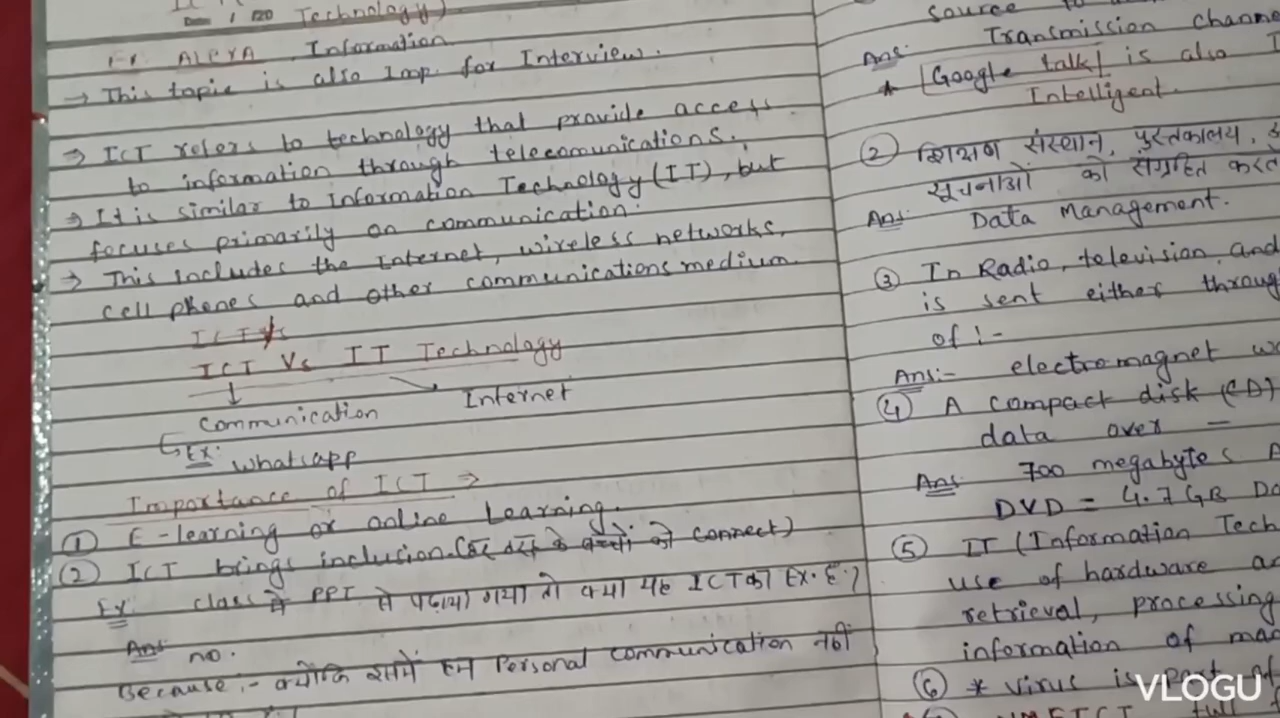 Technology)
Ex: ALEXA Information
→ This topic is also Imp. for Interview.
⇒ ICT refers to technology that provide access
to information through telecomunications.
⇒ It is similar to Information Technology (IT), but
focuses primarily on communication.
→ This Includes the Internet, wireless networks,
cell phones and other communications medium.
ICT Vs IT Technology
Communication Internet
Ex: Whatsapp
Importance of ICT ⇒
① E-learning or online Learning.
② ICT brings inclusion. (हर तरह के बच्चों को connect)
Ex: class में PPT से पढ़ाया गया तो क्या यह ICT का Ex. है?
Ans no.
Because :- क्योंकि इसमें हम Personal communication नहीं
source to
Ans: Transmission channe
* [Google talk] is also
Intelligent.
② शिक्षण संस्थान, पुस्तकालय,
सूचनाओं को संग्रहित करते
Ans: Data Management.
③ In Radio, television, and
is sent either throug
of :-
Ans:- electromagnet
④ A compact disk (CD)
data over –
Ans: 700 megabytes
DVD = 4.7 GB
⑤ IT (Information Tech
use of hardware
retrieval, processing
information of
⑥ * virus is part of
VLOGU